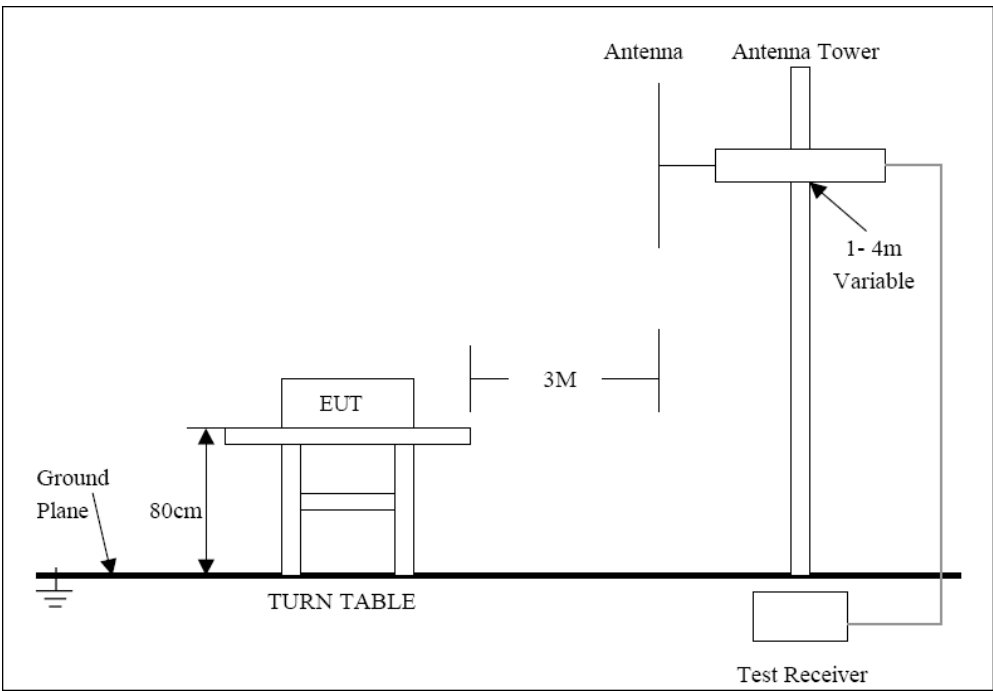 Antenna
Antenna Tower
1- 4m
Variable
3M
EUT
Ground
Plane
80cm
TURN TABLE
Test Receiver